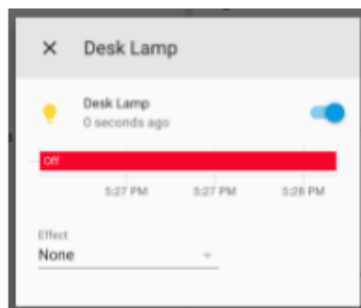 Desk Lamp
Desk Lamp
0 seconds ago
Off
5:27 PM 5:27 PM 5:28 PM
Effect
None